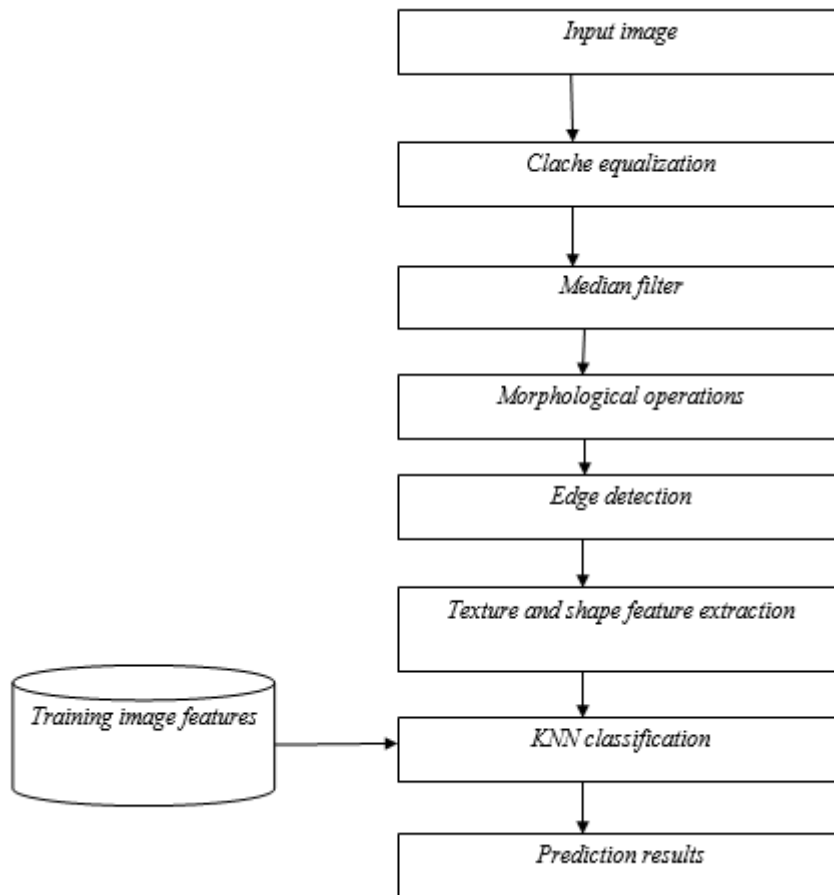 Input image
Clache equalization
Median filter
Morphological operations
Edge detection
Texture and shape feature extraction
Training image features
KNN classification
Prediction results